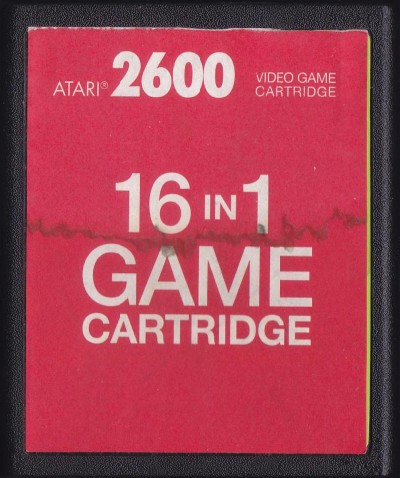 ATARI® 2600 VIDEO GAME
CARTRIDGE
16 IN 1
GAME
CARTRIDGE